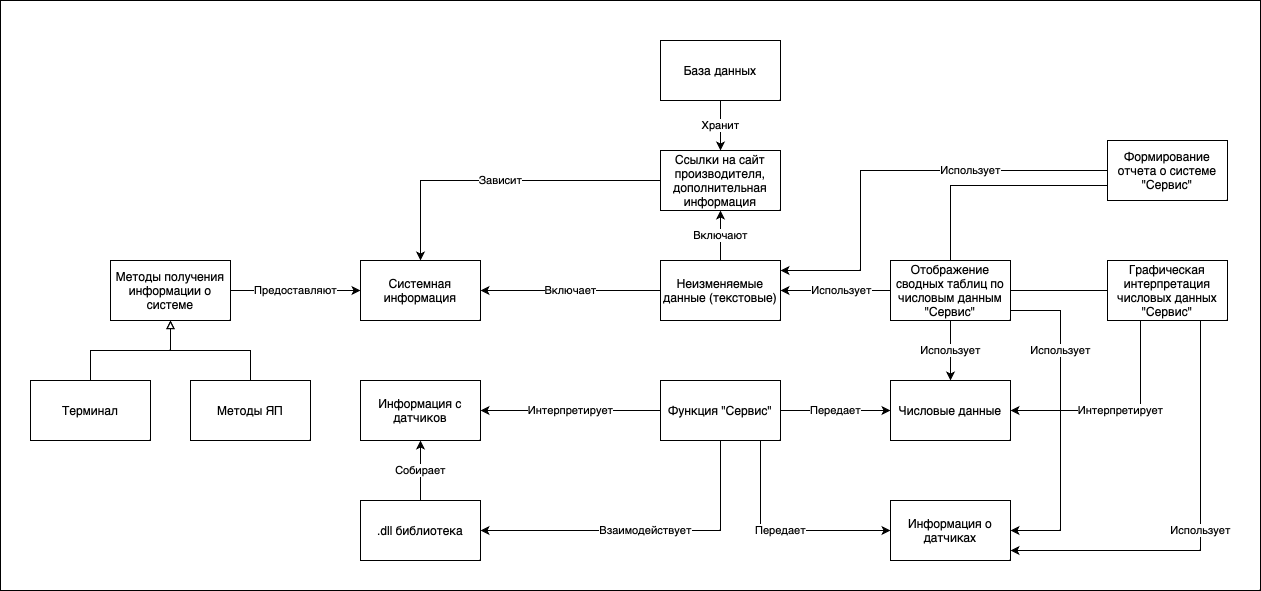 База данных
Хранит
Ссылки на сайт
производителя,
дополнительная
информация
Зависит
Использует
Формирование
отчета о системе
"Сервис"
Включают
Методы получения
информации о
системе
Предоставляют
Системная
информация
Включает
Неизменяемые
данные (текстовые)
Использует
Отображение
сводных таблиц по
числовым данным
"Сервис"
Графическая
интерпретация
числовых данных
"Сервис"
Использует
Использует
Терминал
Методы ЯП
Информация с
датчиков
Интерпретирует
Функция "Сервис"
Передает
Числовые данные
Интерпретирует
Собирает
.dll библиотека
Взаимодействует
Передает
Информация о
датчиках
Использует